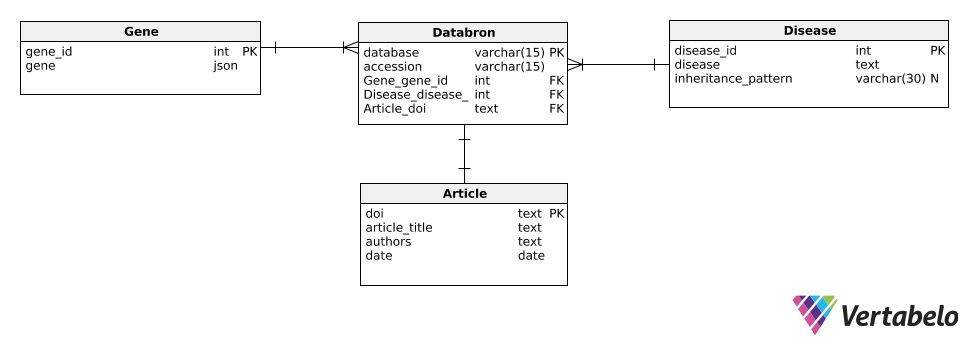 Gene
gene_id int PK
gene json
Databron
database varchar(15) PK
accession varchar(15)
Gene_gene_id int FK
Disease_disease_ int FK
Article_doi text FK
Disease
disease_id int PK
disease text
inheritance_pattern varchar(30) N
Article
doi text PK
article_title text
authors text
date date
Vertabelo